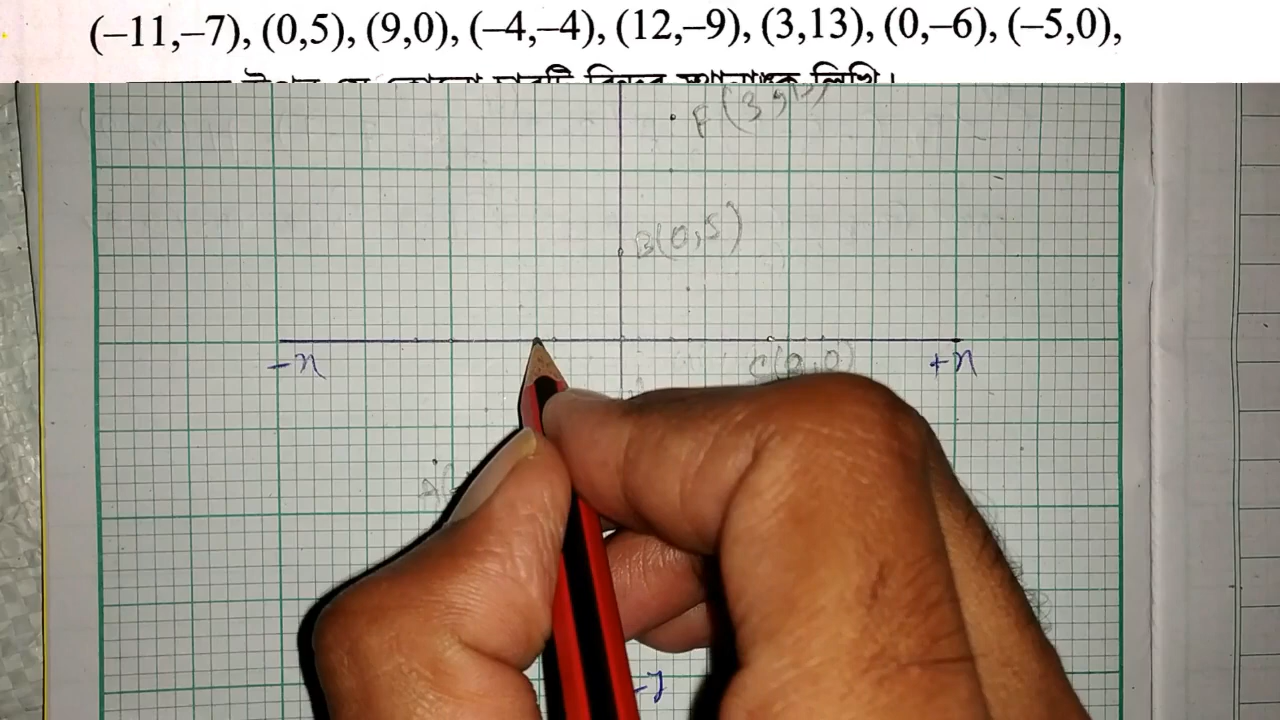 (–11,–7), (0,5), (9,0), (–4,–4), (12,–9), (3,13), (0,–6), (–5,0),
চারটি বিন্দুর স্থানাঙ্ক লিখি।
F (3,13)
B(0,5)
C(9,0)
-x
+x
A(
-y